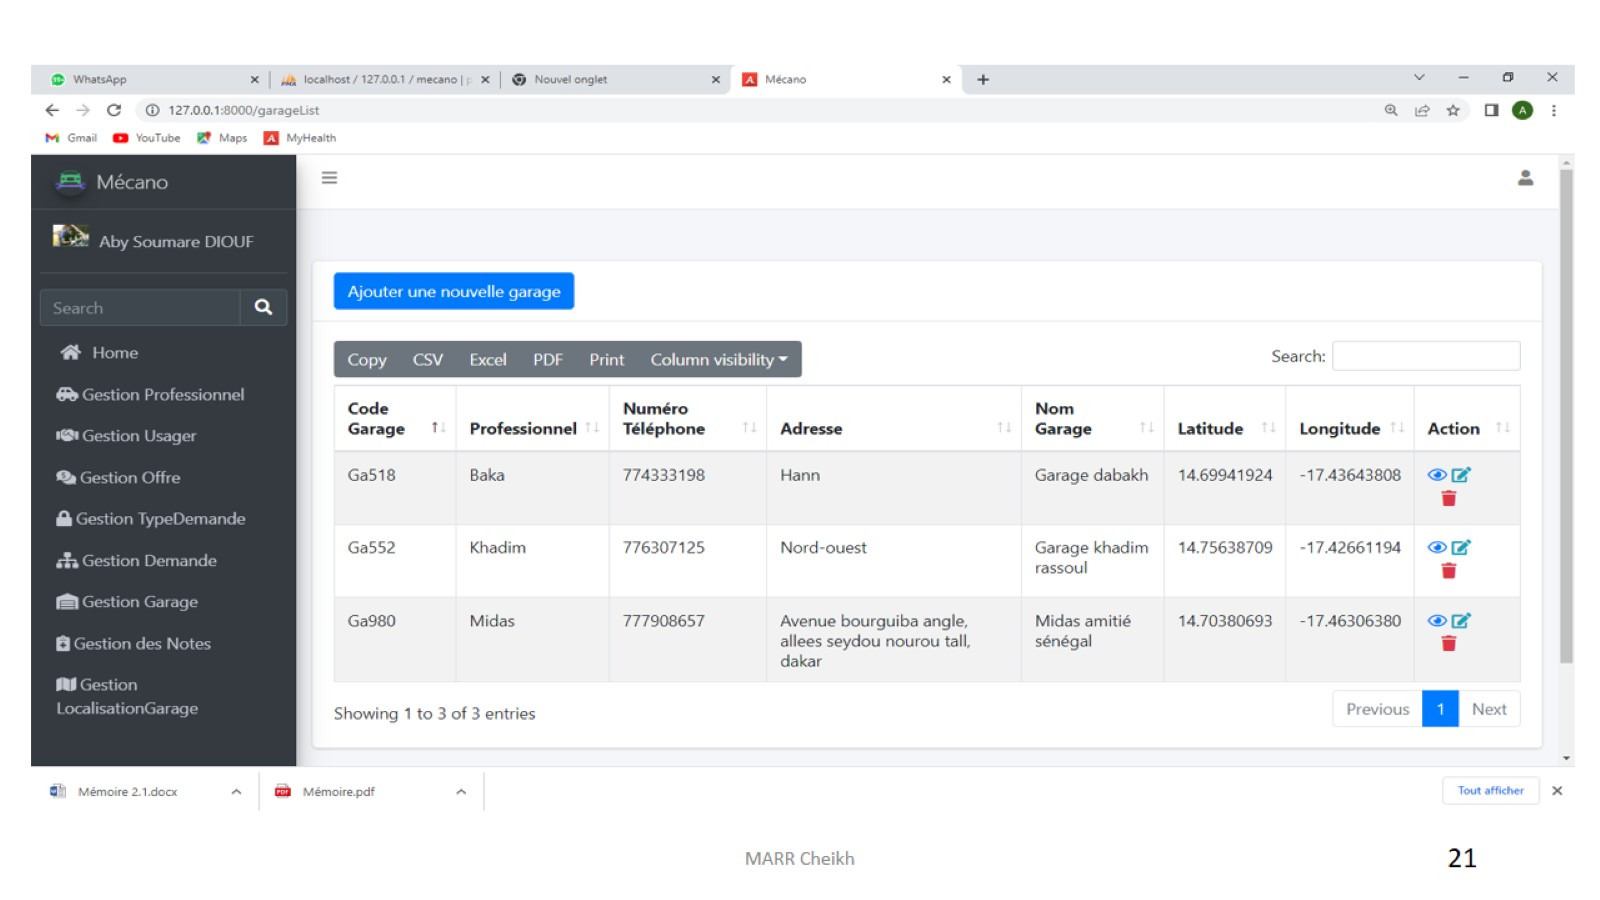 WhatsApp
localhost / 127.0.0.1 / mecano | p
Nouvel onglet
Mécano
127.0.0.1:8000/garageList
A
Gmail
YouTube
Maps
MyHealth
Mécano
Aby Soumare DIOUF
Search
Home
Gestion Professionnel
Gestion Usager
Gestion Offre
Gestion TypeDemande
Gestion Demande
Gestion Garage
Gestion des Notes
Gestion
LocalisationGarage
Ajouter une nouvelle garage
Copy CSV Excel PDF Print Column visibility
Search:
Code Garage Professionnel Numéro Téléphone Adresse Nom Garage Latitude Longitude Action
Ga518 Baka 774333198 Hann Garage dabakh 14.69941924 -17.43643808
Ga552 Khadim 776307125 Nord-ouest Garage khadim rassoul 14.75638709 -17.42661194
Ga980 Midas 777908657 Avenue bourguiba angle, allees seydou nourou tall, dakar Midas amitié sénégal 14.70380693 -17.46306380
Showing 1 to 3 of 3 entries
Previous 1 Next
Mémoire 2.1.docx
Mémoire.pdf
Tout afficher
MARR Cheikh
21